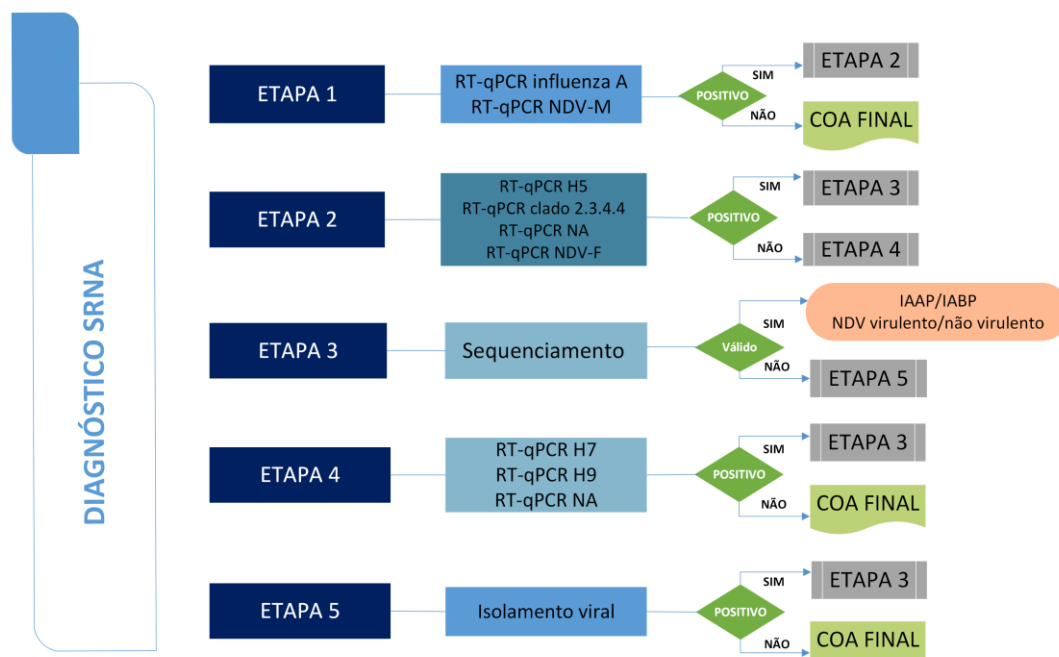 DIAGNÓSTICO SRNA
ETAPA 1
RT-qPCR influenza A
RT-qPCR NDV-M
POSITIVO
SIM
ETAPA 2
NÃO
COA FINAL
ETAPA 2
RT-qPCR H5
RT-qPCR clado 2.3.4.4
RT-qPCR NA
RT-qPCR NDV-F
POSITIVO
SIM
ETAPA 3
NÃO
ETAPA 4
ETAPA 3
Sequenciamento
Válido
SIM
IAAP/IABP
NDV virulento/não virulento
NÃO
ETAPA 5
ETAPA 4
RT-qPCR H7
RT-qPCR H9
RT-qPCR NA
POSITIVO
SIM
ETAPA 3
NÃO
COA FINAL
ETAPA 5
Isolamento viral
POSITIVO
SIM
ETAPA 3
NÃO
COA FINAL